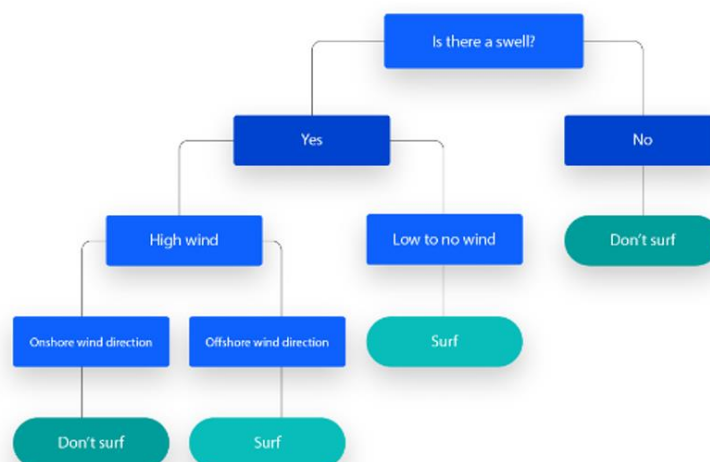 Is there a swell?
Yes
No
High wind
Low to no wind
Don't surf
Onshore wind direction
Offshore wind direction
Surf
Don't surf
Surf